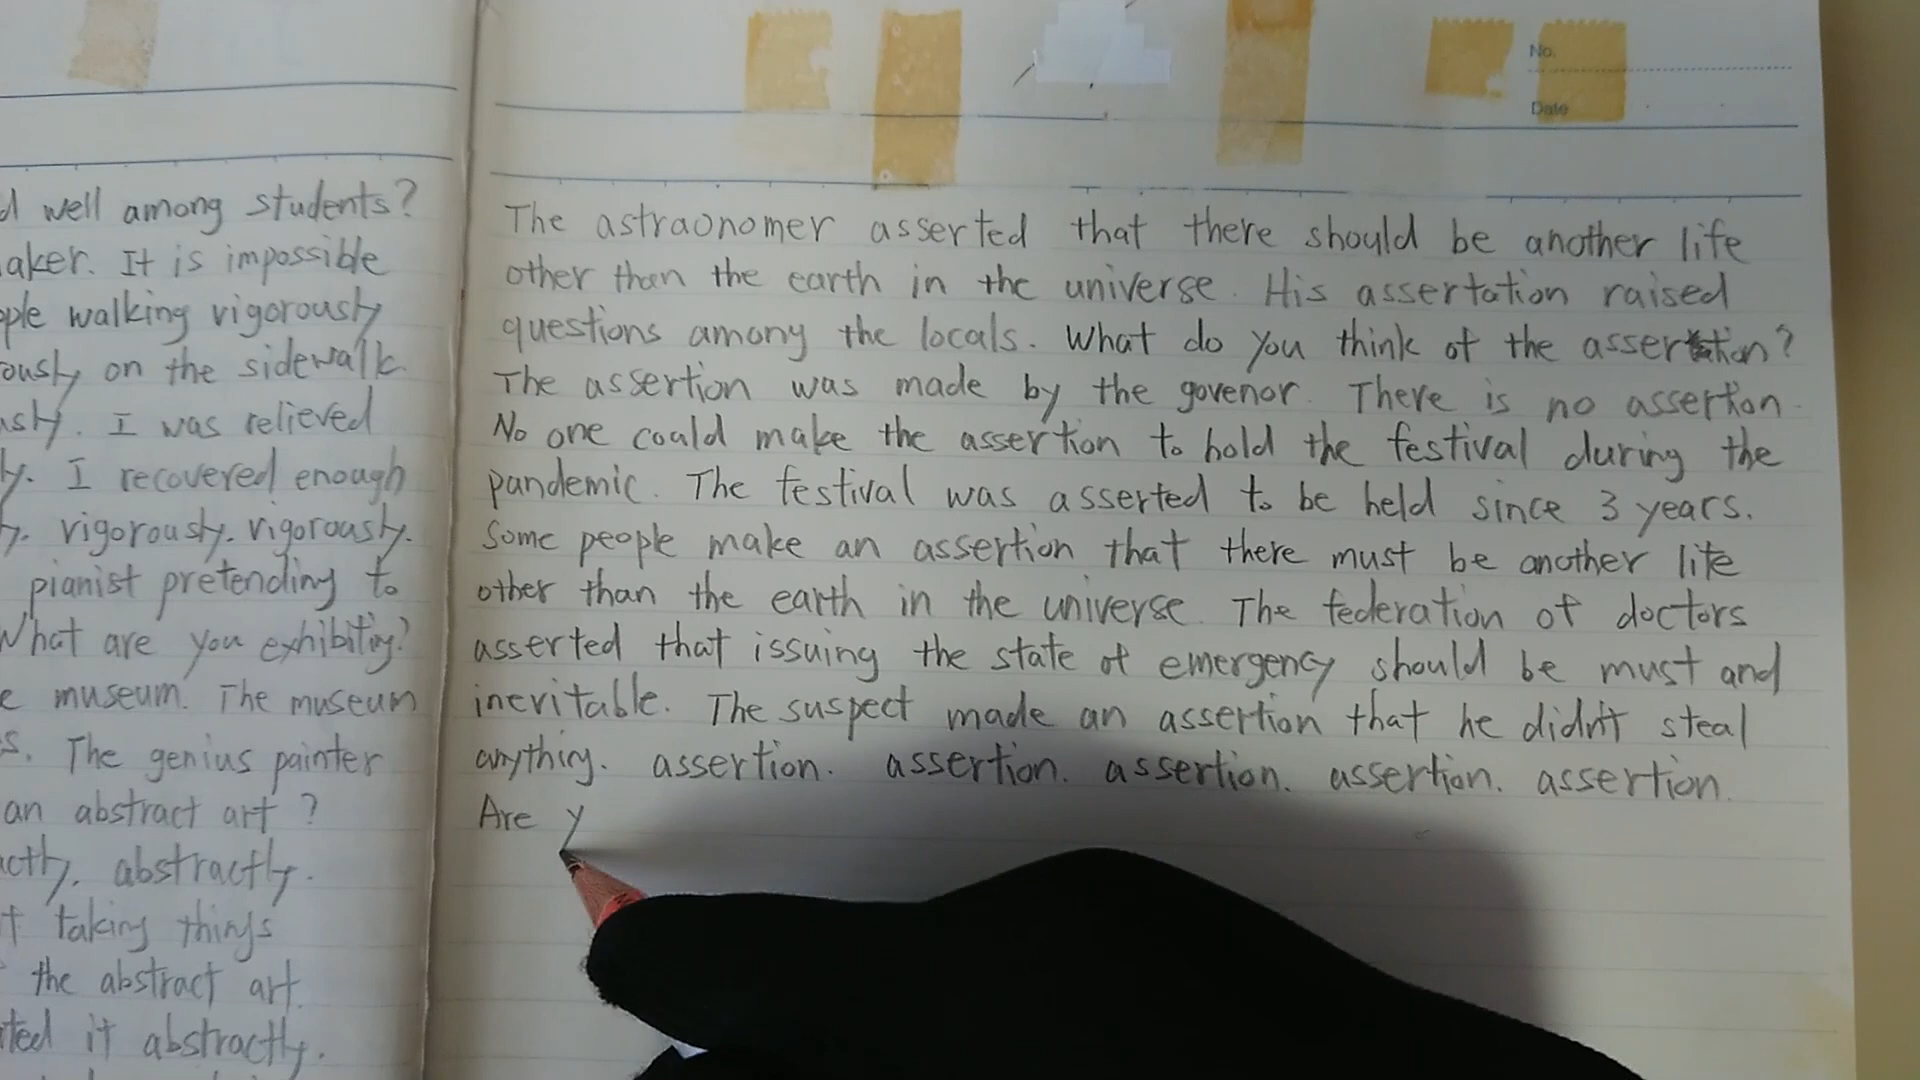 d well among students?
aker. It is impossible
ople walking vigorously
ously on the sidewalk.
usly. I was relieved
ly. I recovered enough
y. vigorously. vigorously.
pianist pretending to
What are you exhibiting?
e museum. The museum
s. The genius painter
an abstract art?
actly, abstractly.
t taking things
the abstract art.
ted it abstractly.
No.
Date
The astraonomer asserted that there should be another life
other than the earth in the universe. His assertation raised
questions among the locals. What do you think of the assertion?
The assertion was made by the govenor. There is no assertion.
No one could make the assertion to hold the festival during the
pandemic. The festival was asserted to be held since 3 years.
Some people make an assertion that there must be another life
other than the earth in the universe. The federation of doctors
asserted that issuing the state of emergency should be must and
inevitable. The suspect made an assertion that he didn't steal
anything. assertion. assertion. assertion. assertion. assertion.
Are y